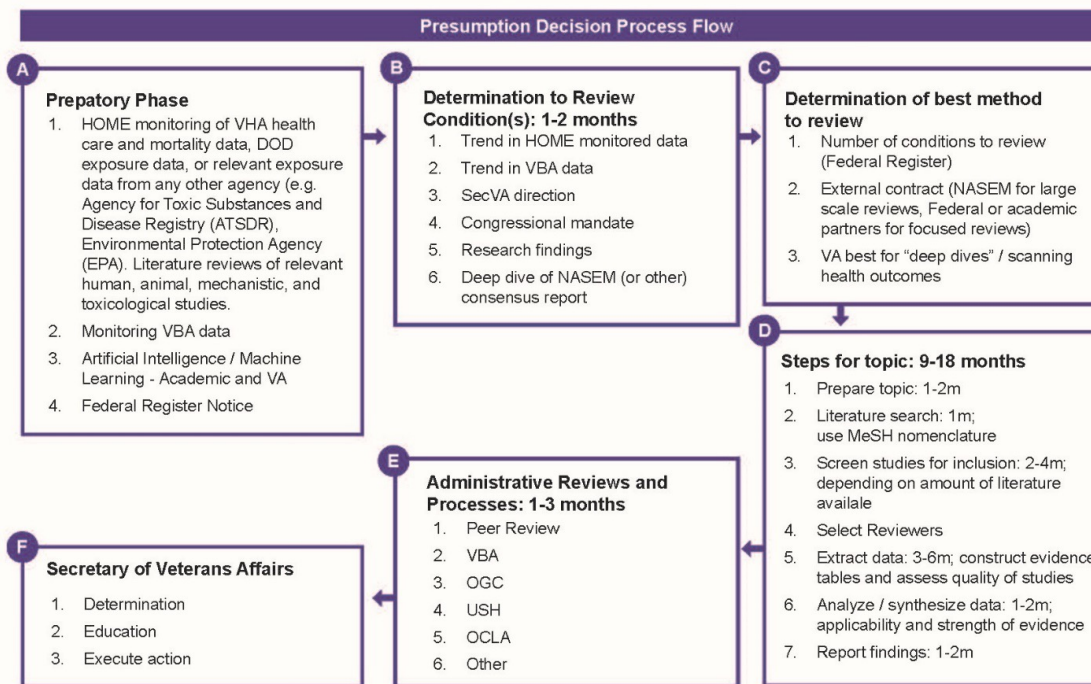 Presumption Decision Process Flow
A
Prepatory Phase
1. HOME monitoring of VHA health
care and mortality data, DOD
exposure data, or relevant exposure
data from any other agency (e.g.
Agency for Toxic Substances and
Disease Registry (ATSDR),
Environmental Protection Agency
(EPA). Literature reviews of relevant
human, animal, mechanistic, and
toxicological studies.
2. Monitoring VBA data
3. Artificial Intelligence / Machine
Learning - Academic and VA
4. Federal Register Notice
B
Determination to Review
Condition(s): 1-2 months
1. Trend in HOME monitored data
2. Trend in VBA data
3. SecVA direction
4. Congressional mandate
5. Research findings
6. Deep dive of NASEM (or other)
consensus report
C
Determination of best method
to review
1. Number of conditions to review
(Federal Register)
2. External contract (NASEM for large
scale reviews, Federal or academic
partners for focused reviews)
3. VA best for “deep dives” / scanning
health outcomes
D
Steps for topic: 9-18 months
1. Prepare topic: 1-2m
2. Literature search: 1m;
use MeSH nomenclature
3. Screen studies for inclusion: 2-4m;
depending on amount of literature
availale
4. Select Reviewers
5. Extract data: 3-6m; construct evidence
tables and assess quality of studies
6. Analyze / synthesize data: 1-2m;
applicability and strength of evidence
7. Report findings: 1-2m
E
Administrative Reviews and
Processes: 1-3 months
1. Peer Review
2. VBA
3. OGC
4. USH
5. OCLA
6. Other
F
Secretary of Veterans Affairs
1. Determination
2. Education
3. Execute action